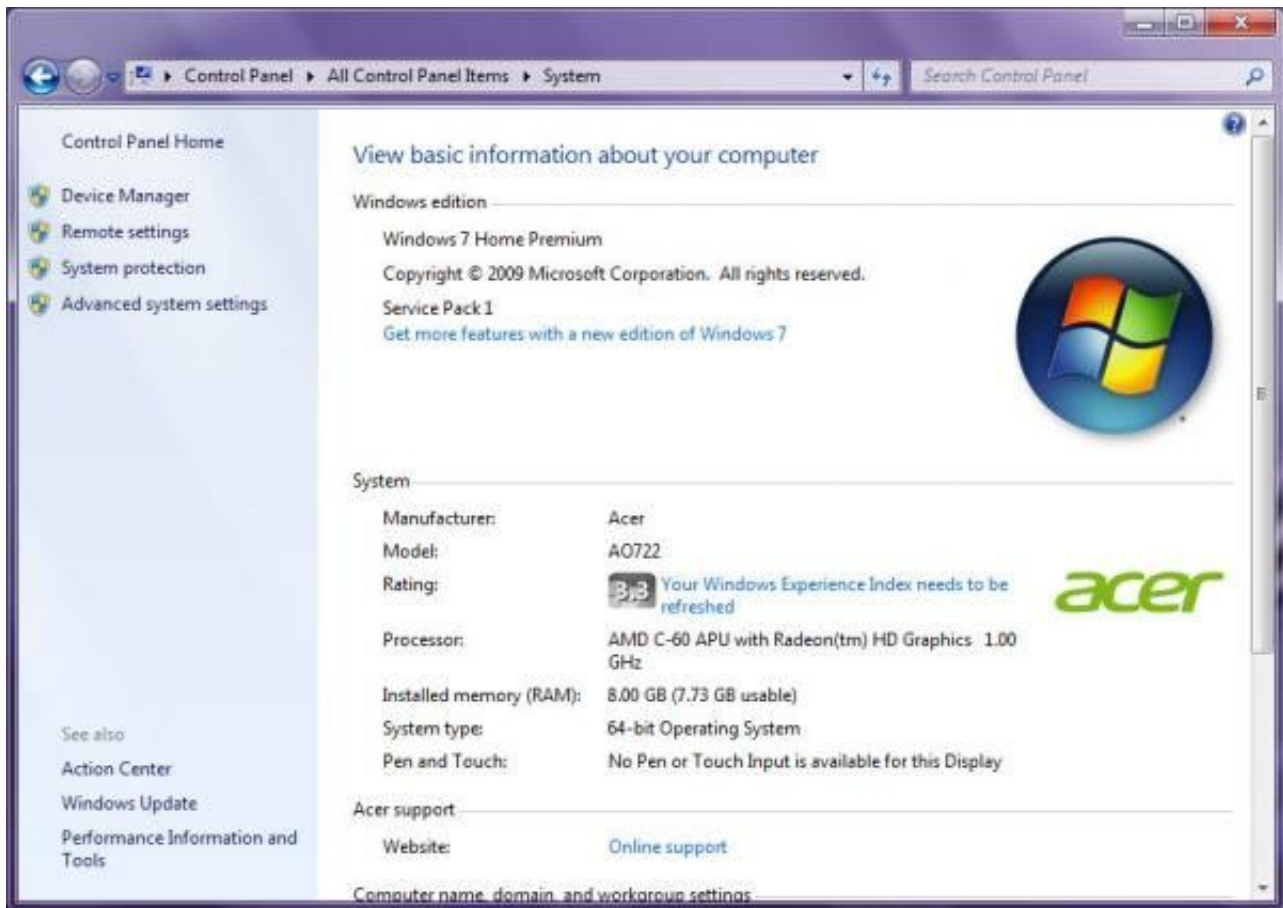 Control Panel ▸ All Control Panel Items ▸ System
Search Control Panel
Control Panel Home
Device Manager
Remote settings
System protection
Advanced system settings
See also
Action Center
Windows Update
Performance Information and
Tools
View basic information about your computer
Windows edition
Windows 7 Home Premium
Copyright © 2009 Microsoft Corporation. All rights reserved.
Service Pack 1
Get more features with a new edition of Windows 7
System
Manufacturer: Acer
Model: AO722
Rating: 3,3 Your Windows Experience Index needs to be
refreshed
Processor: AMD C-60 APU with Radeon(tm) HD Graphics 1.00
GHz
Installed memory (RAM): 8.00 GB (7.73 GB usable)
System type: 64-bit Operating System
Pen and Touch: No Pen or Touch Input is available for this Display
acer
Acer support
Website: Online support
Computer name, domain, and workgroup settings